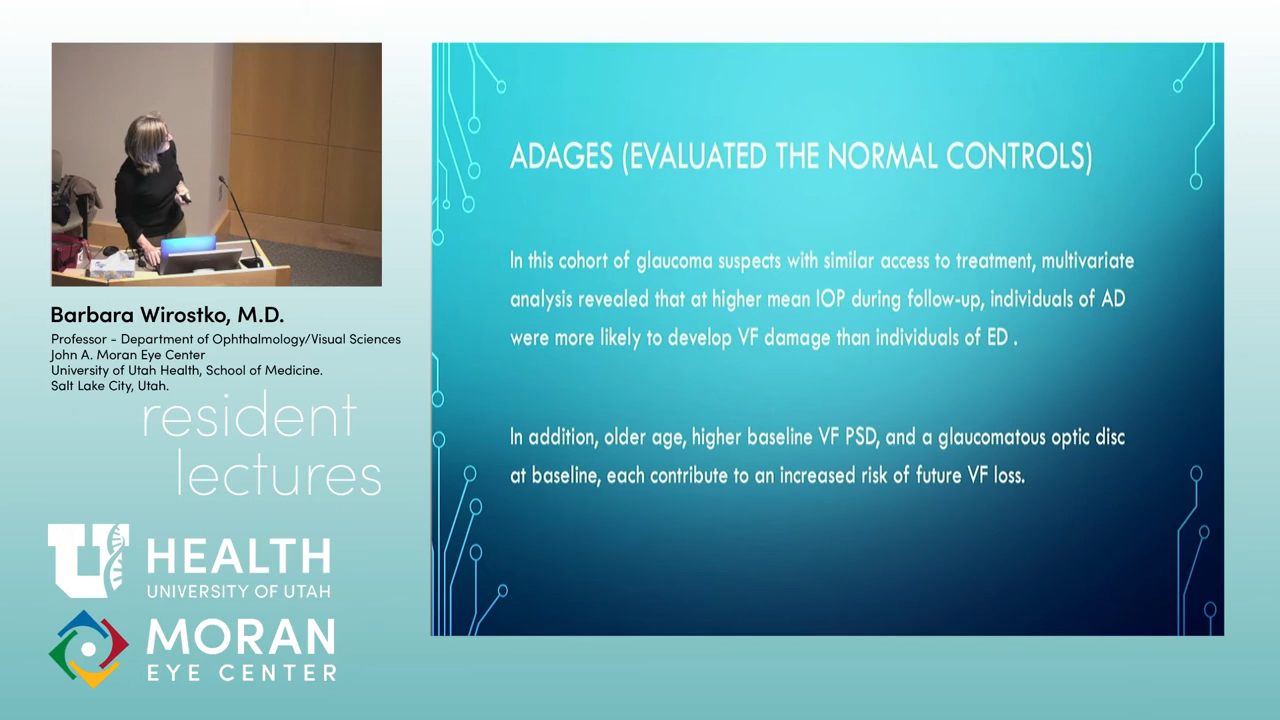 Barbara Wirostko, M.D.
Professor - Department of Ophthalmology/Visual Sciences
John A. Moran Eye Center
University of Utah Health, School of Medicine.
Salt Lake City, Utah.
resident
lectures
U
HEALTH
UNIVERSITY OF UTAH
MORAN
EYE CENTER
ADAGES (EVALUATED THE NORMAL CONTROLS)
In this cohort of glaucoma suspects with similar access to treatment, multivariate
analysis revealed that at higher mean IOP during follow-up, individuals of AD
were more likely to develop VF damage than individuals of ED .
In addition, older age, higher baseline VF PSD, and a glaucomatous optic disc
at baseline, each contribute to an increased risk of future VF loss.